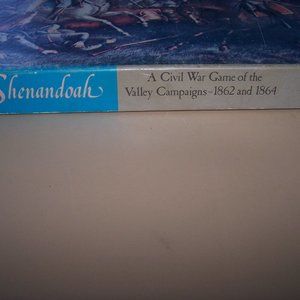 Shenandoah
A Civil War Game of the
Valley Campaigns–1862 and 1864